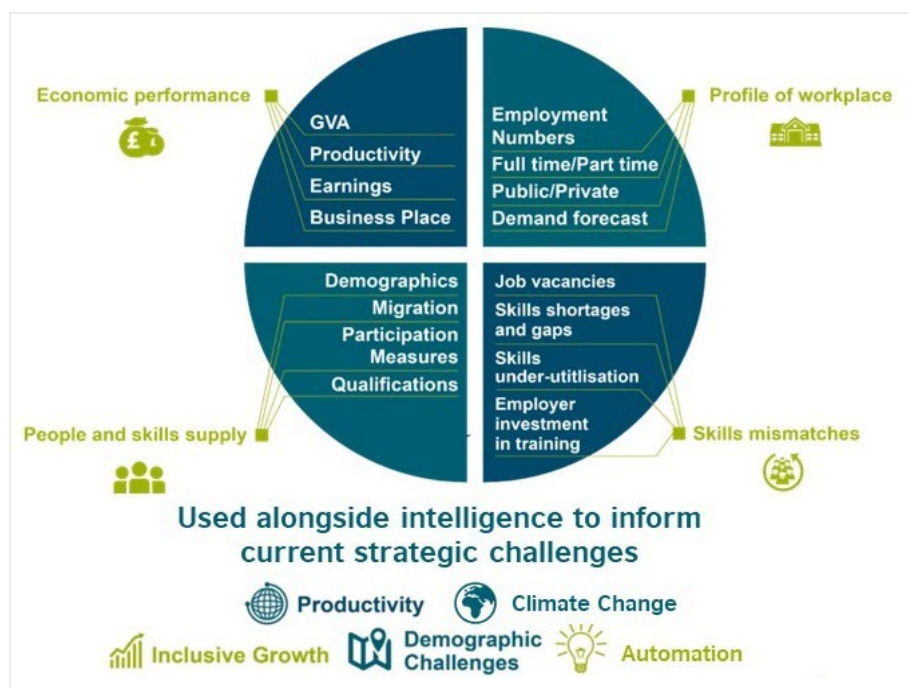 Economic performance
GVA
Productivity
Earnings
Business Place
Employment
Numbers
Full time/Part time
Public/Private
Demand forecast
Profile of workplace
Demographics
Migration
Participation
Measures
Qualifications
People and skills supply
Job vacancies
Skills shortages
and gaps
Skills
under-utitlisation
Employer
investment
in training
Skills mismatches
Used alongside intelligence to inform
current strategic challenges
Productivity
Climate Change
Inclusive Growth
Demographic
Challenges
Automation